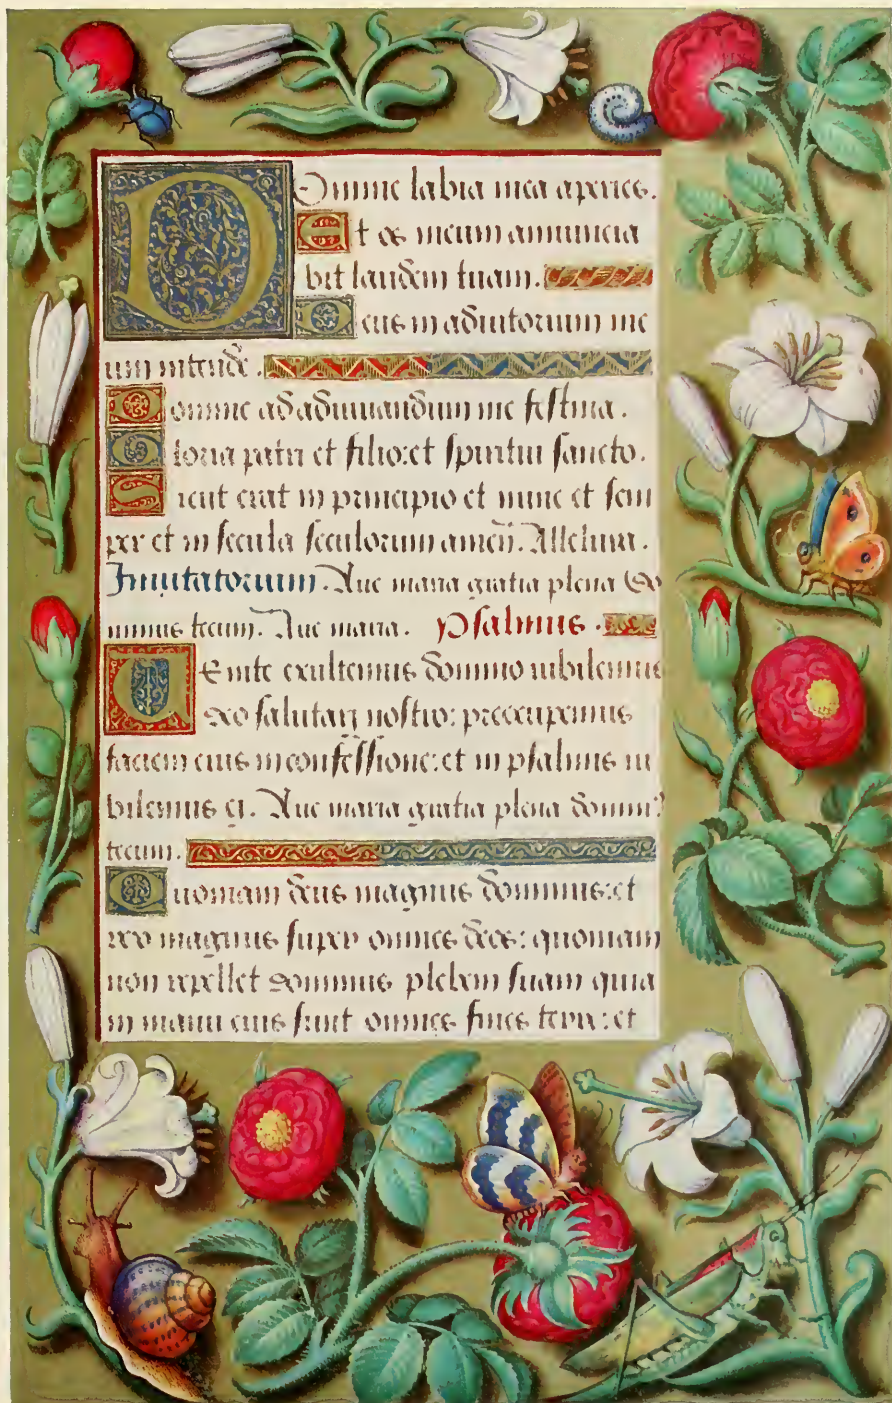 Domine labia mea aperies.
Et os meum annuncia
bit laudem tuam.
Deus in adiutorium me
um intende.
Domine ad adiuuandum me festina.
Gloria patri et filio: et spiritui sancto.
Sicut erat in principio et nunc et sem
per et in secula seculorum amen. Alleluia.
Inuitatorium. Aue maria gratia plena Do
minus tecum. Aue maria. Psalmus.
Uenite exultemus domino iubilemus
deo salutari nostro: preocupemus
faciem eius in confessione: et in psalmis iu
bilemus ei. Aue maria gratia plena domin9
tecum.
Quoniam deus magnus dominus: et
rex magnus super omnes deos: quoniam
non repellet dominus plebem suam quia
in manu eius sunt omnes fines terre: et